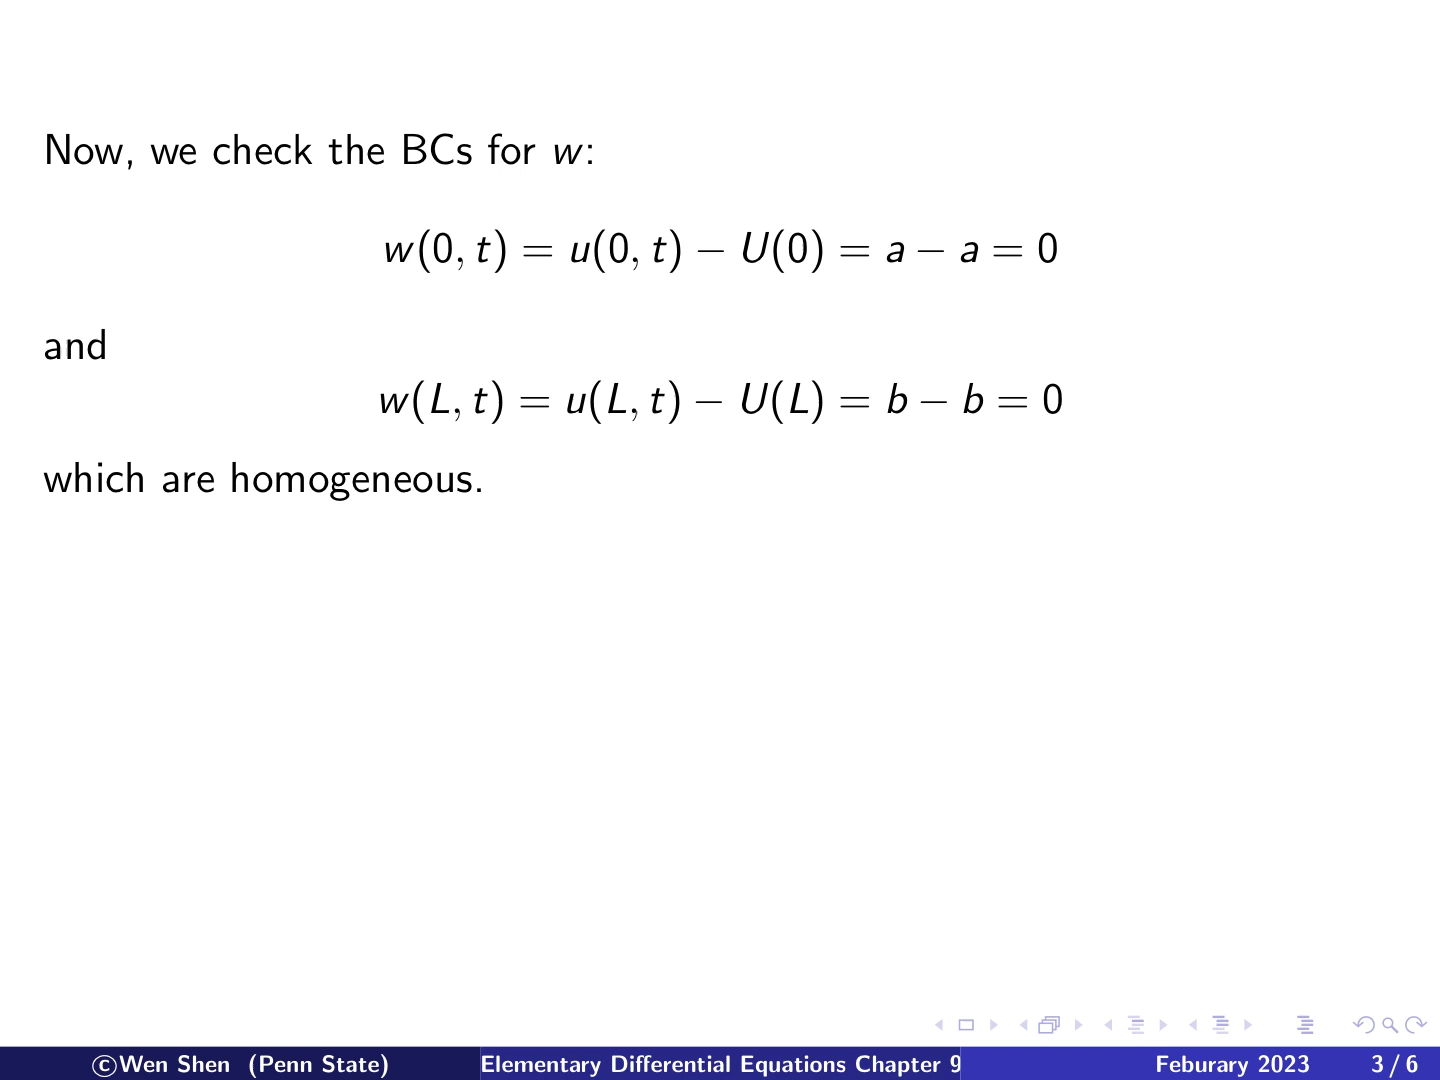 Now, we check the BCs for w:
w(0, t) = u(0, t) − U(0) = a − a = 0
and
w(L, t) = u(L, t) − U(L) = b − b = 0
which are homogeneous.
©Wen Shen (Penn State) Elementary Differential Equations Chapter 9 Feburary 2023 3 / 6